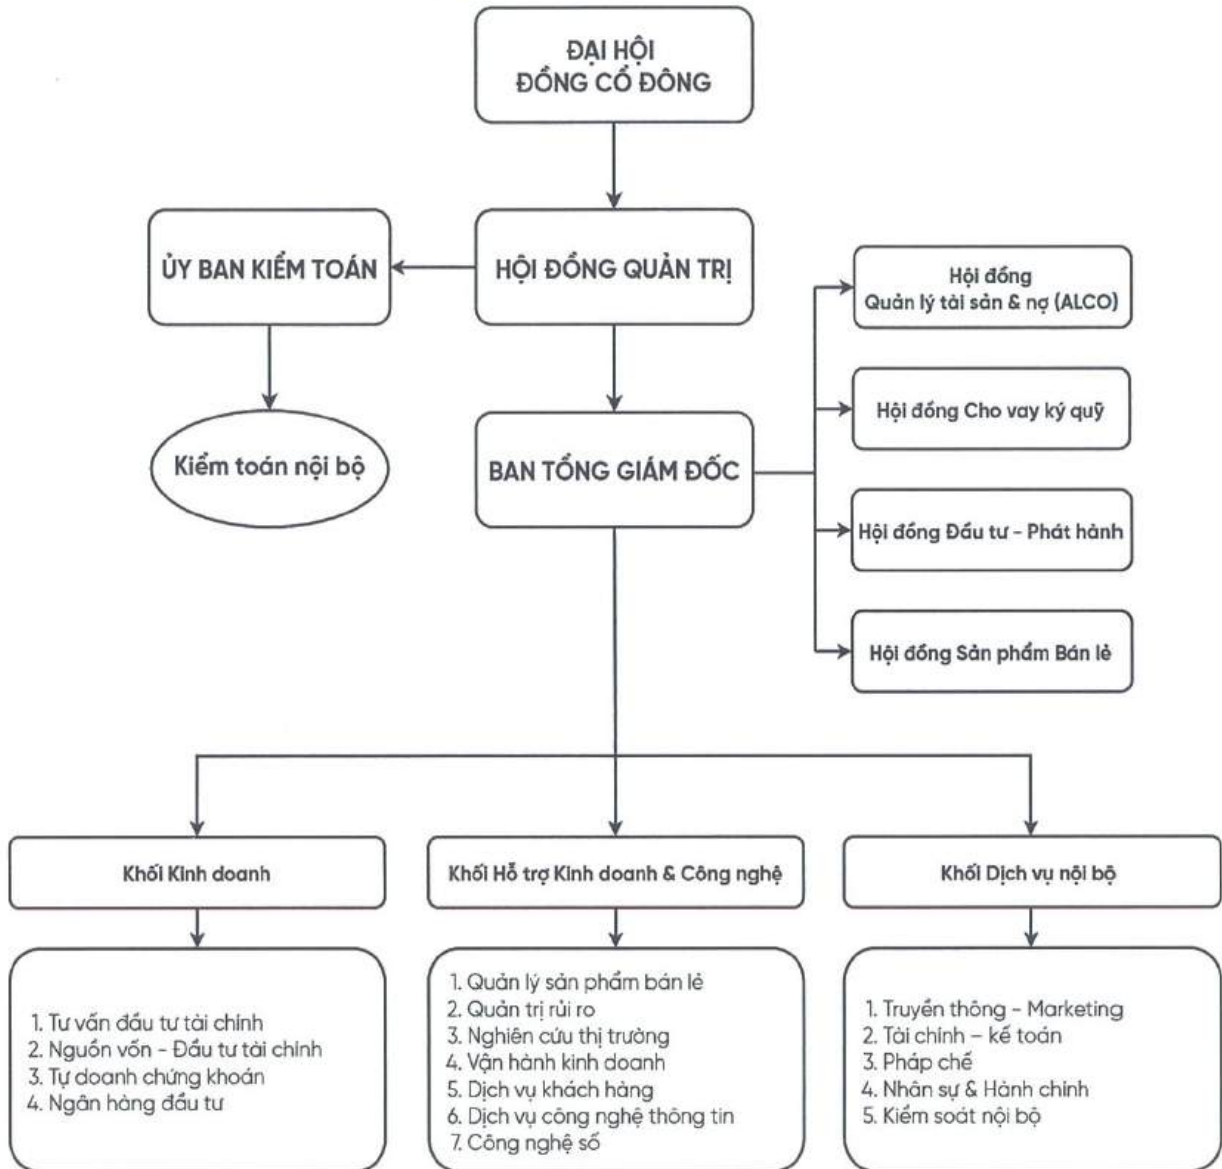 ĐẠI HỘI
ĐỒNG CỔ ĐÔNG
ỦY BAN KIỂM TOÁN
HỘI ĐỒNG QUẢN TRỊ
Hội đồng
Quản lý tài sản & nợ (ALCO)
Hội đồng Cho vay ký quỹ
Kiểm toán nội bộ
BAN TỔNG GIÁM ĐỐC
Hội đồng Đầu tư - Phát hành
Hội đồng Sản phẩm Bán lẻ
Khối Kinh doanh
Khối Hỗ trợ Kinh doanh & Công nghệ
Khối Dịch vụ nội bộ
1. Tư vấn đầu tư tài chính
2. Nguồn vốn - Đầu tư tài chính
3. Tự doanh chứng khoán
4. Ngân hàng đầu tư
1. Quản lý sản phẩm bán lẻ
2. Quản trị rủi ro
3. Nghiên cứu thị trường
4. Vận hành kinh doanh
5. Dịch vụ khách hàng
6. Dịch vụ công nghệ thông tin
7. Công nghệ số
1. Truyền thông - Marketing
2. Tài chính – kế toán
3. Pháp chế
4. Nhân sự & Hành chính
5. Kiểm soát nội bộ